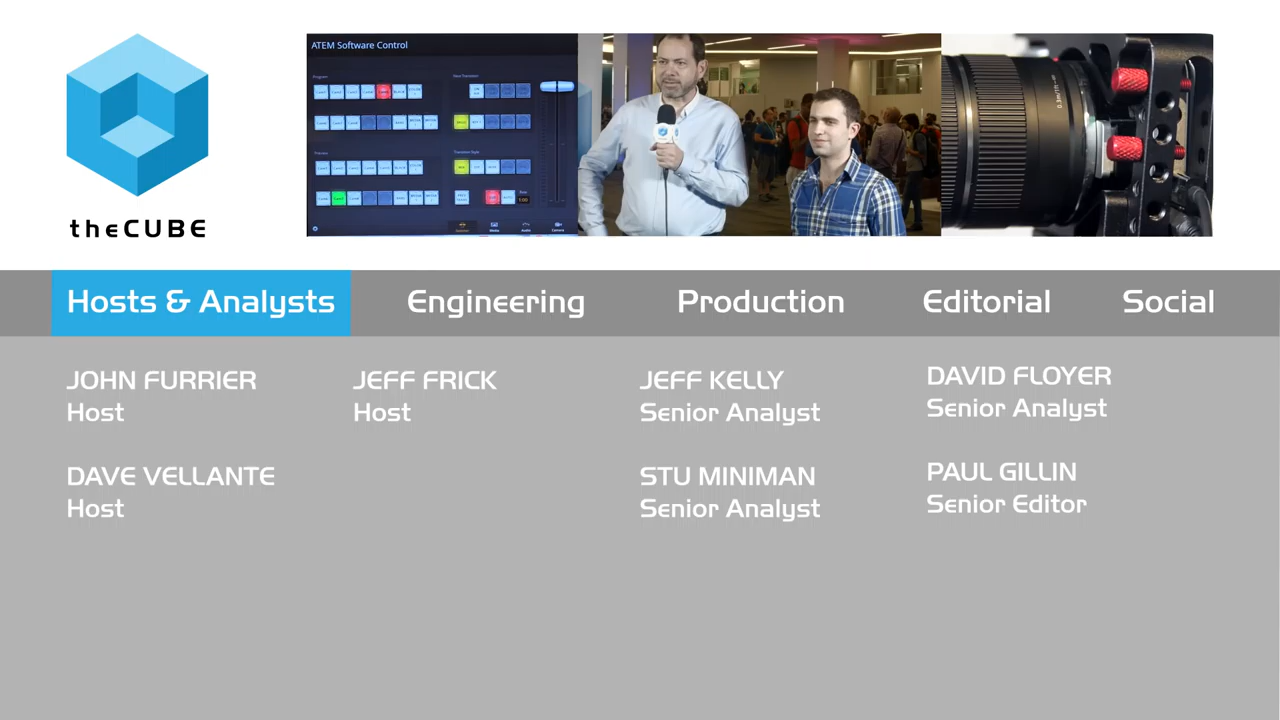 ATEM Software Control
theCUBE
Hosts & Analysts
Engineering
Production
Editorial
Social
JOHN FURRIER
Host
JEFF FRICK
Host
JEFF KELLY
Senior Analyst
DAVID FLOYER
Senior Analyst
DAVE VELLANTE
Host
STU MINIMAN
Senior Analyst
PAUL GILLIN
Senior Editor